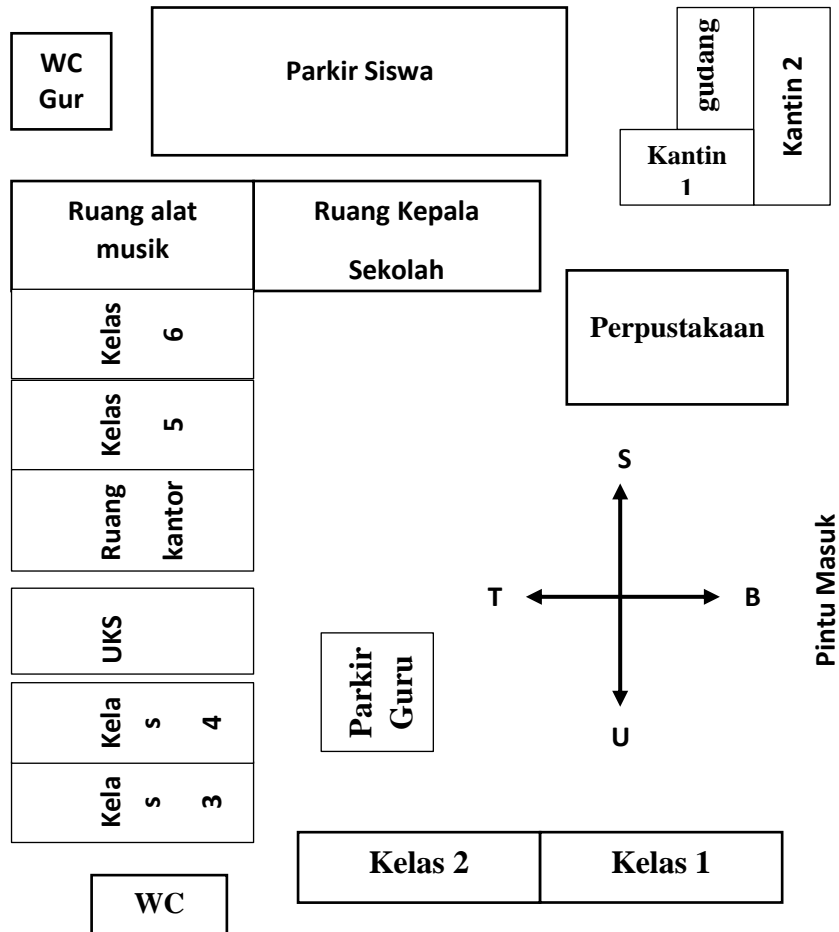 WC
Gur
Parkir Siswa
gudang
Kantin 2
Kantin
1
Ruang alat
musik
Ruang Kepala
Sekolah
Kelas
6
Perpustakaan
Kelas
5
Ruang
kantor
S
T
B
U
Pintu Masuk
UKS
Parkir
Guru
Kela
s
4
Kela
s
3
Kelas 2
Kelas 1
WC